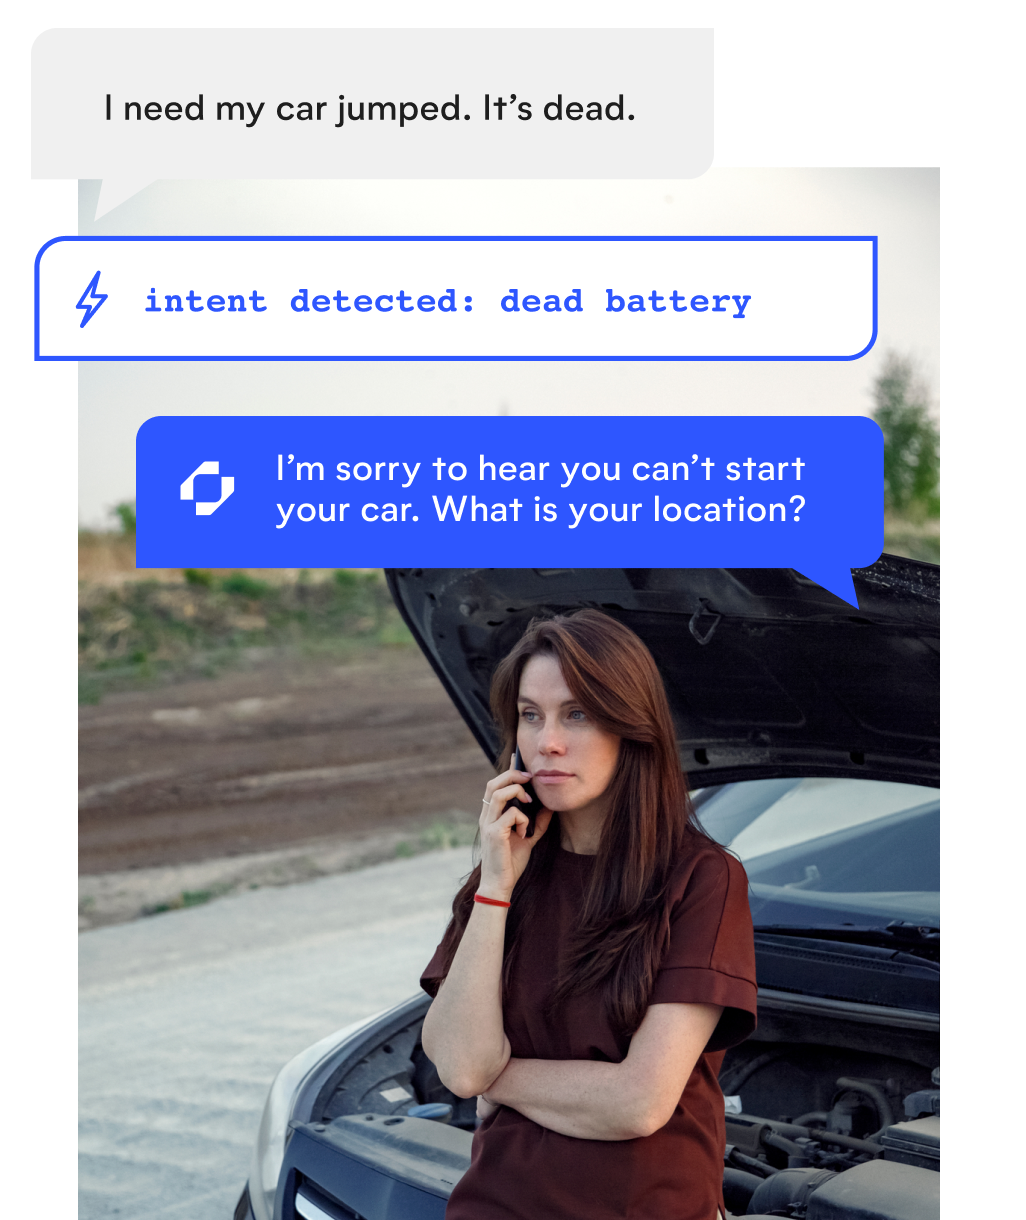 I need my car jumped. It’s dead.
intent detected: dead battery
I’m sorry to hear you can’t start
your car. What is your location?